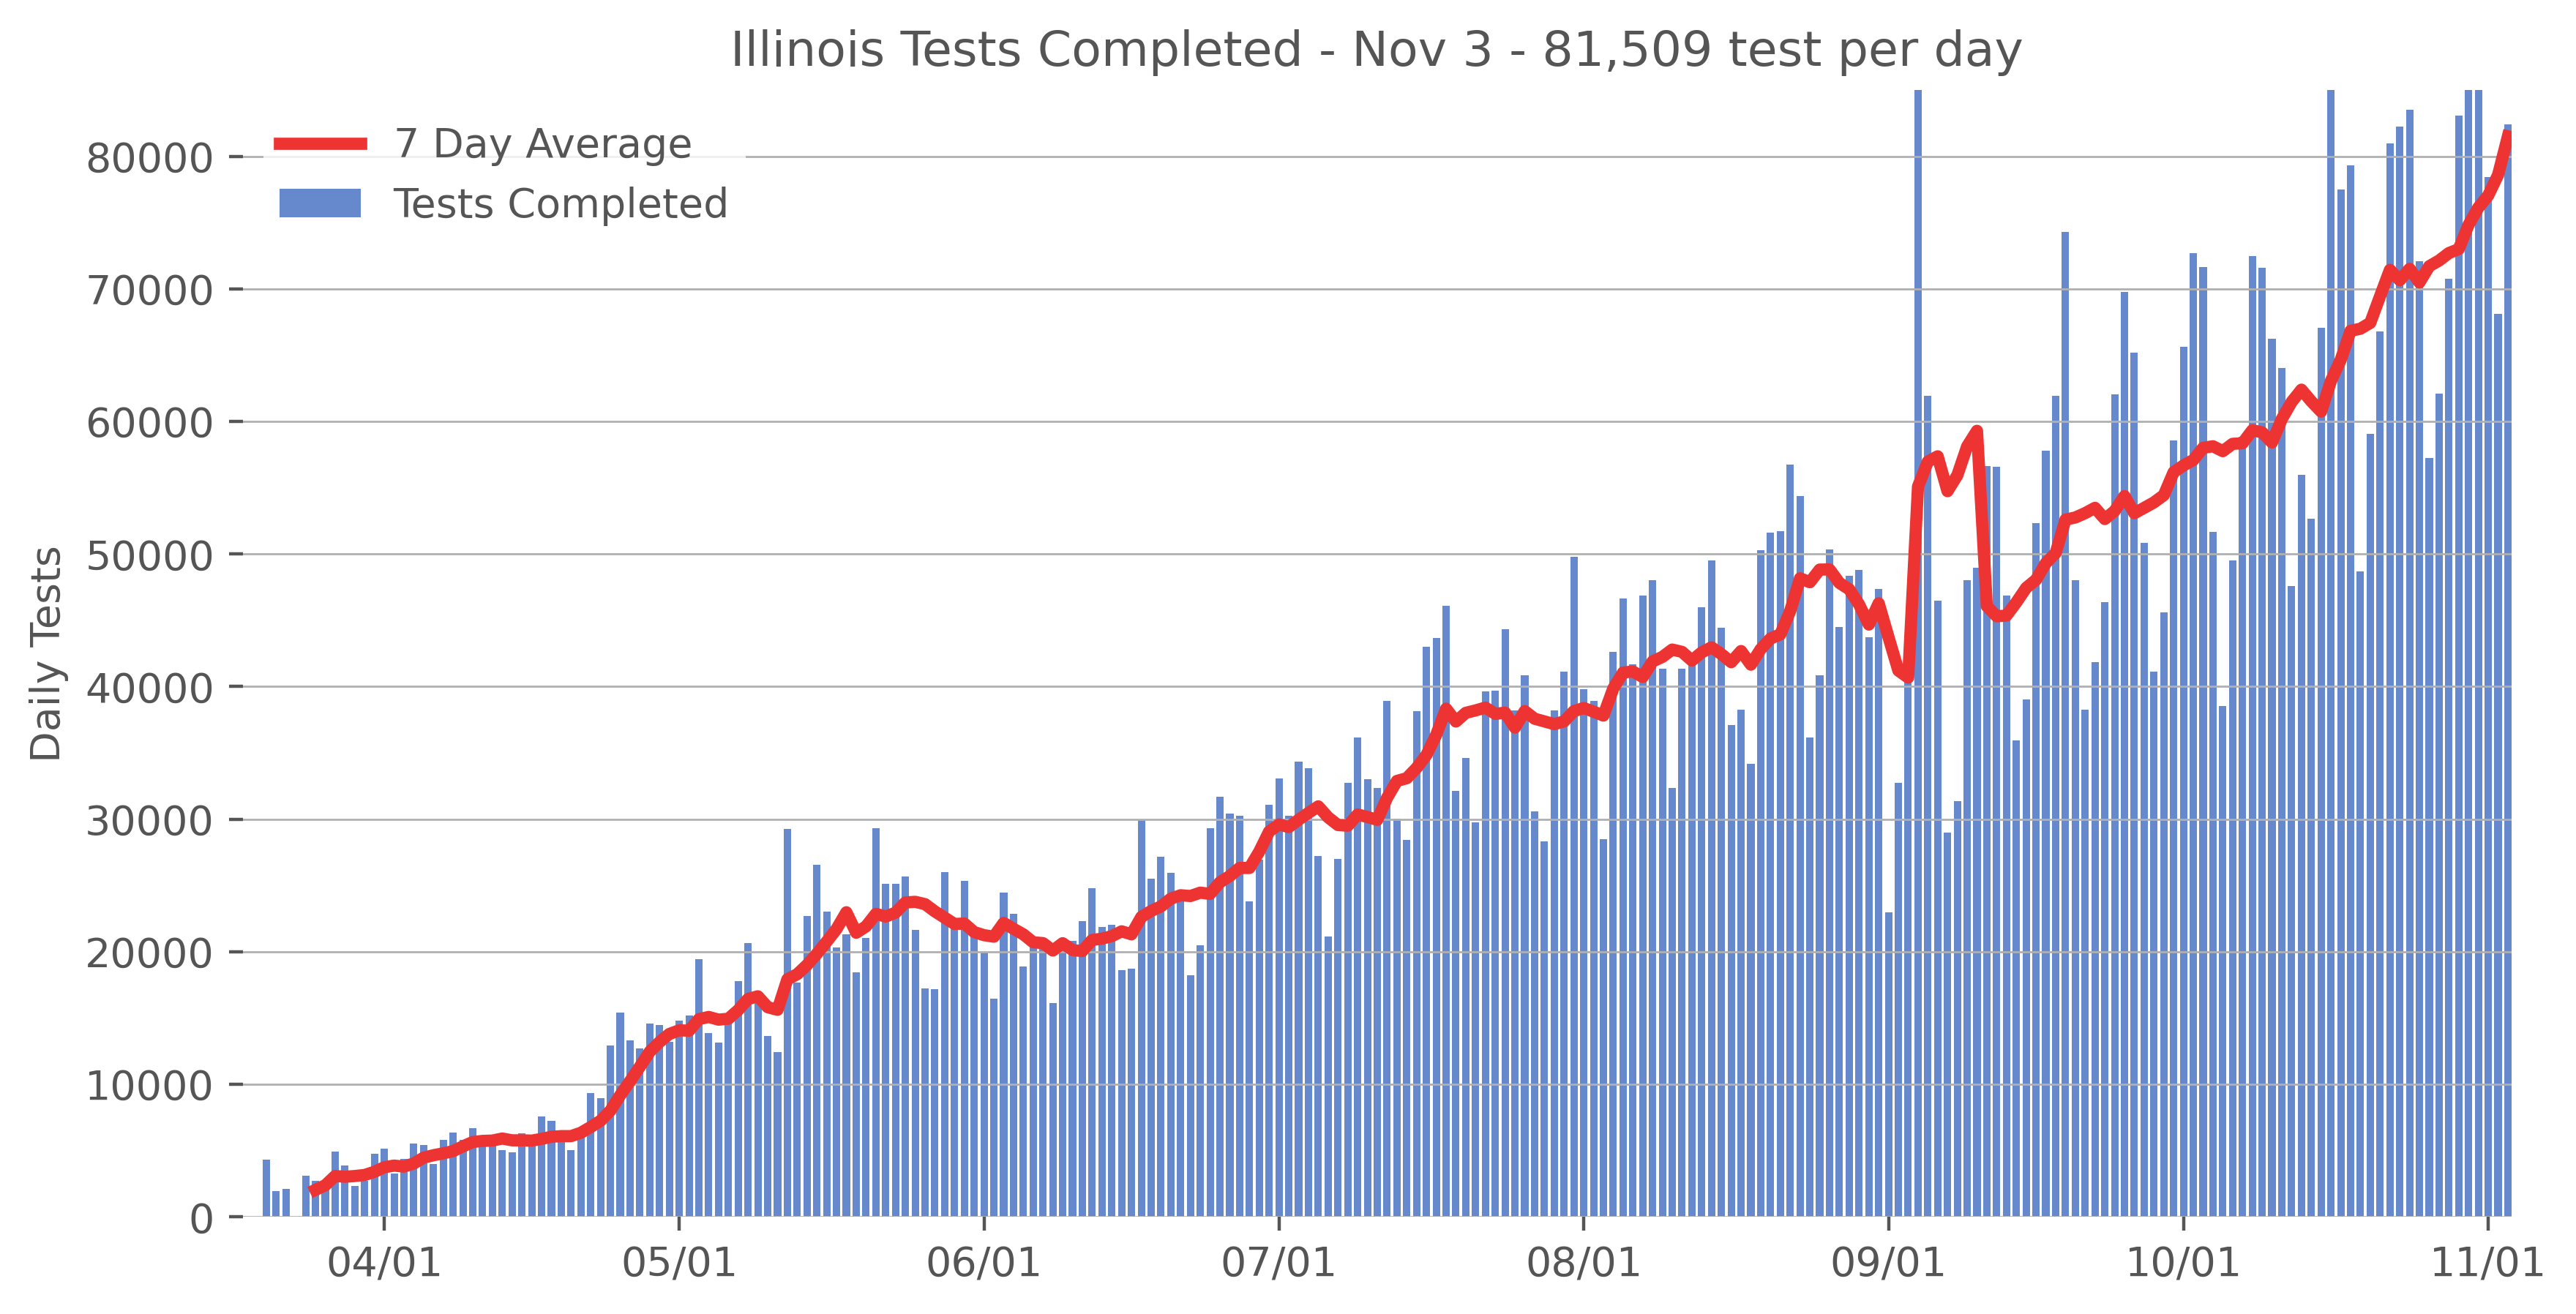 Illinois Tests Completed - Nov 3 - 81,509 test per day
7 Day Average
Tests Completed
Daily Tests
80000
70000
60000
50000
40000
30000
20000
10000
0
04/01 05/01 06/01 07/01 08/01 09/01 10/01 11/01